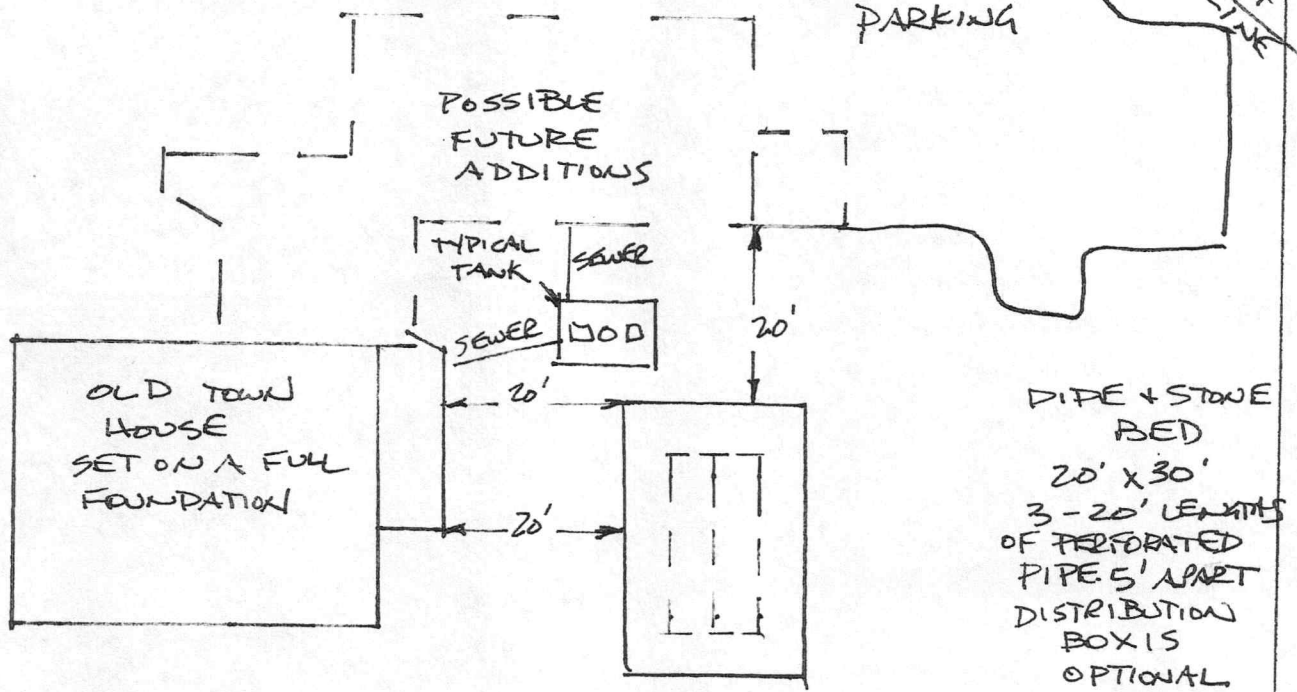 PARKING
LINE
POSSIBLE
FUTURE
ADDITIONS
TYPICAL
TANK
SEWER
SEWER
20'
20'
20'
OLD TOWN
HOUSE
SET ON A FULL
FOUNDATION
PIPE + STONE
BED
20' X 30'
3 - 20' LENGTHS
OF PERFORATED
PIPE 5' APART
DISTRIBUTION
BOX IS
OPTIONAL